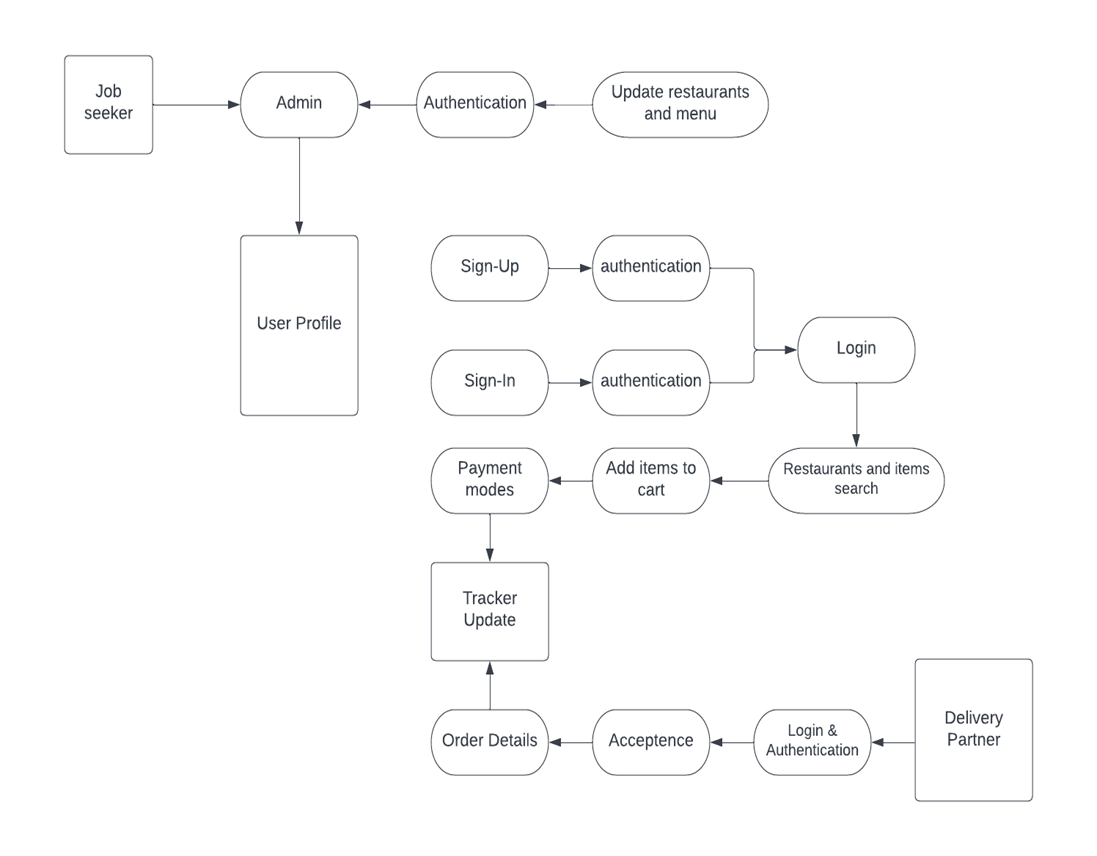 Job
seeker
Admin
Authentication
Update restaurants
and menu
User Profile
Sign-Up
authentication
Login
Sign-In
authentication
Payment
modes
Add items to
cart
Restaurants and items
search
Tracker
Update
Order Details
Acceptence
Login &
Authentication
Delivery
Partner